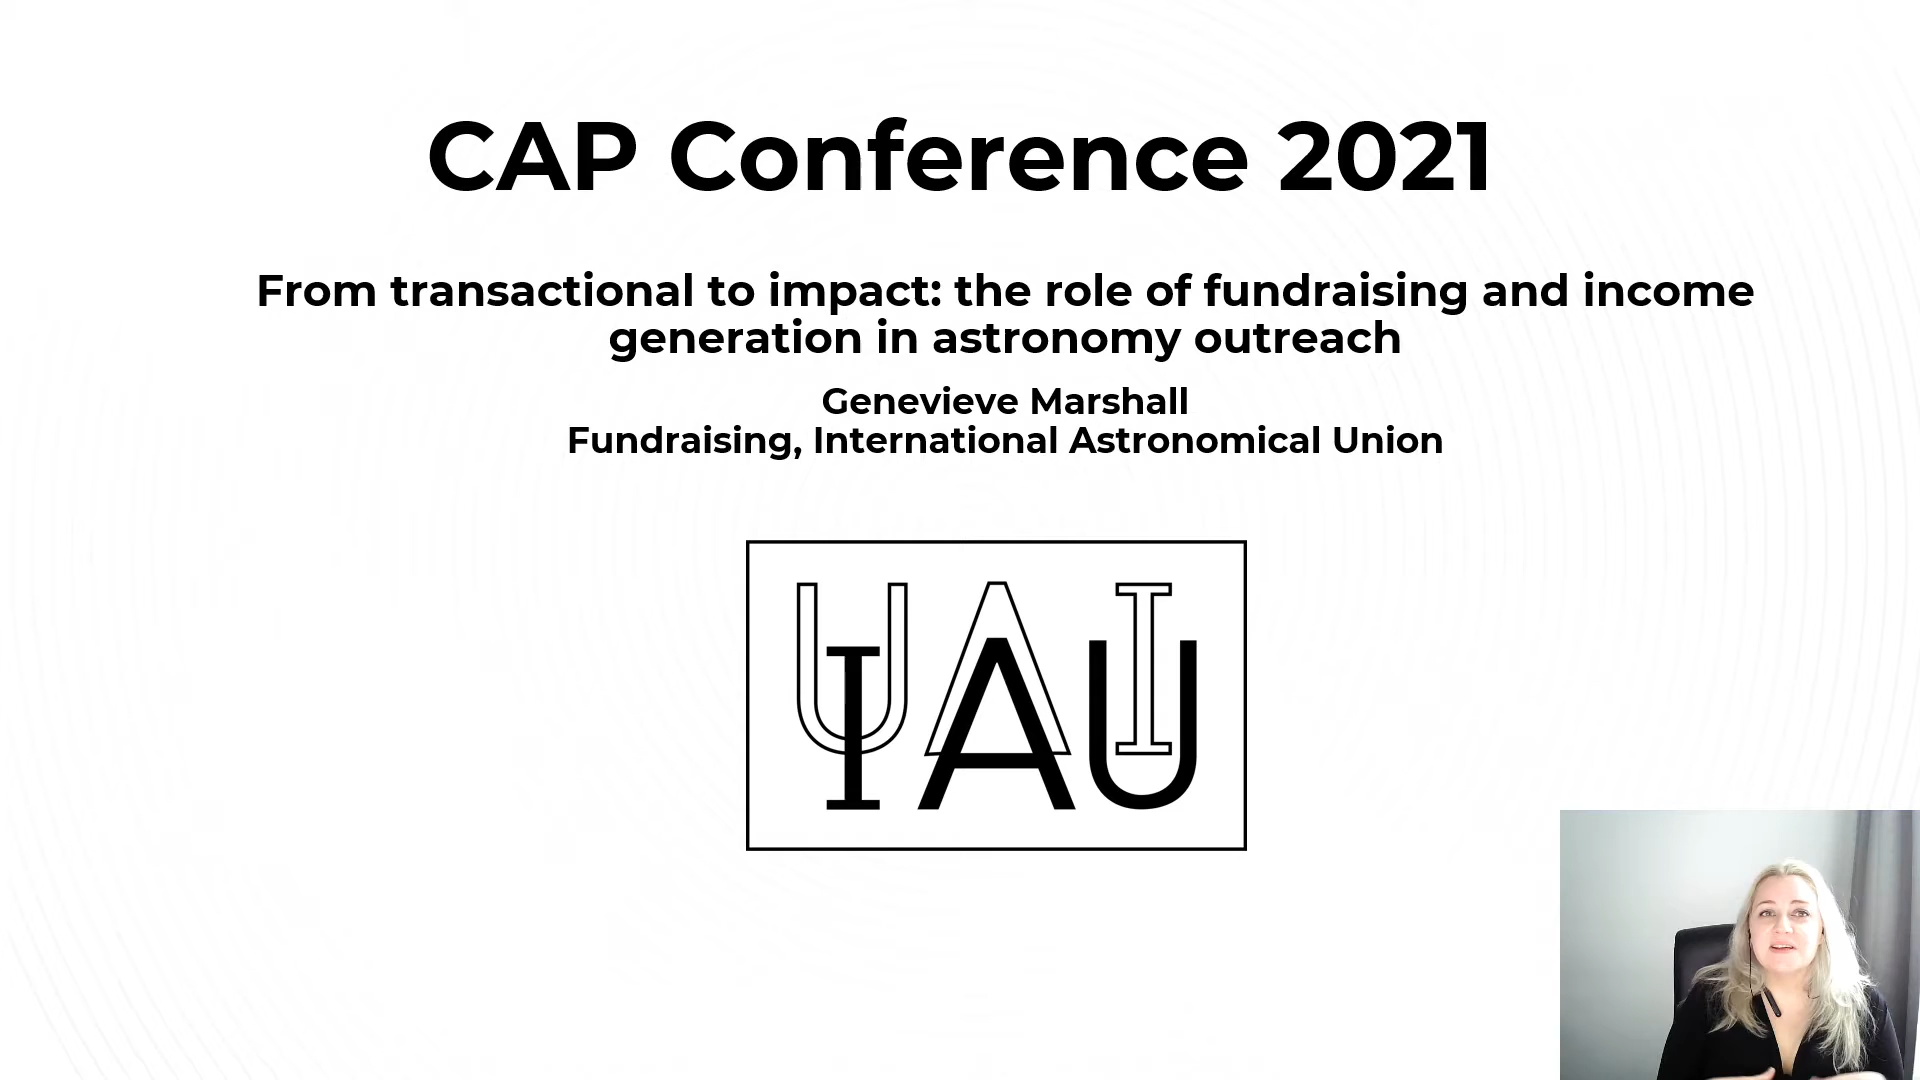 CAP Conference 2021
From transactional to impact: the role of fundraising and income
generation in astronomy outreach
Genevieve Marshall
Fundraising, International Astronomical Union
UAI
IAU